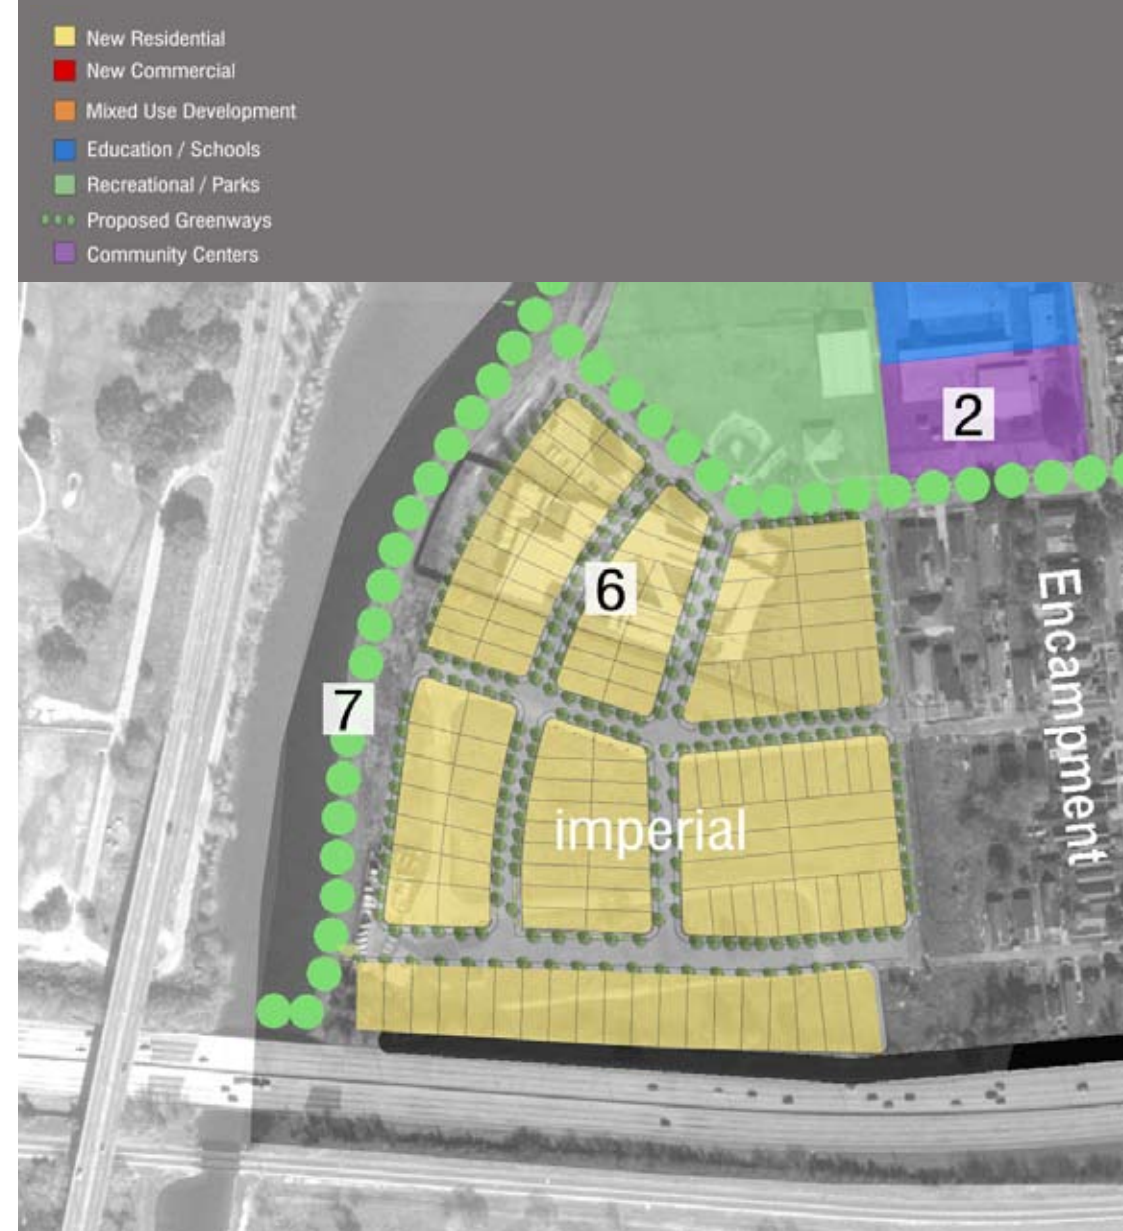 New Residential
New Commercial
Mixed Use Development
Education / Schools
Recreational / Parks
Proposed Greenways
Community Centers
2
6
Encampment
7
imperial